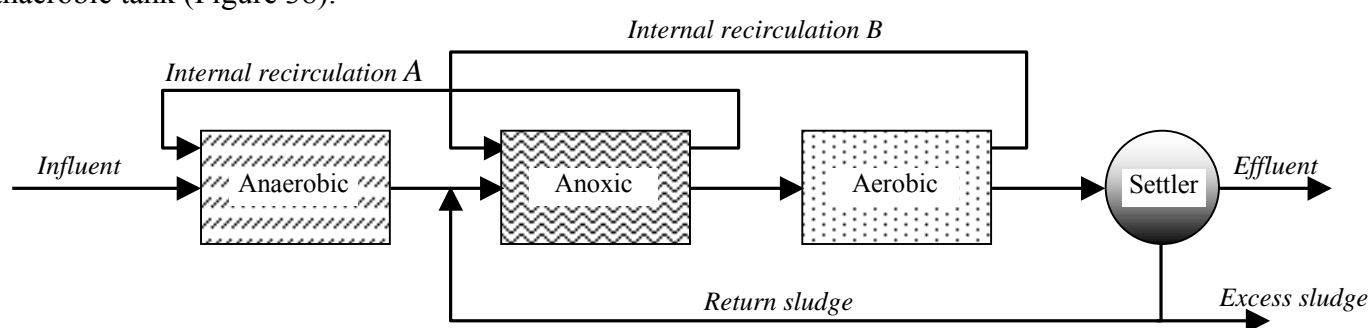 anaerobic tank (Figure 38).
Internal recirculation B
Internal recirculation A
Influent
Anaerobic
Anoxic
Aerobic
Settler
Effluent
Return sludge
Excess sludge